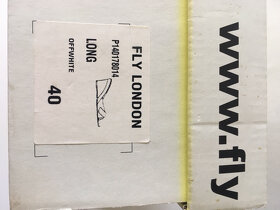 FLY LONDON
P140178014
LONG
OFFWHITE
40
www.fly